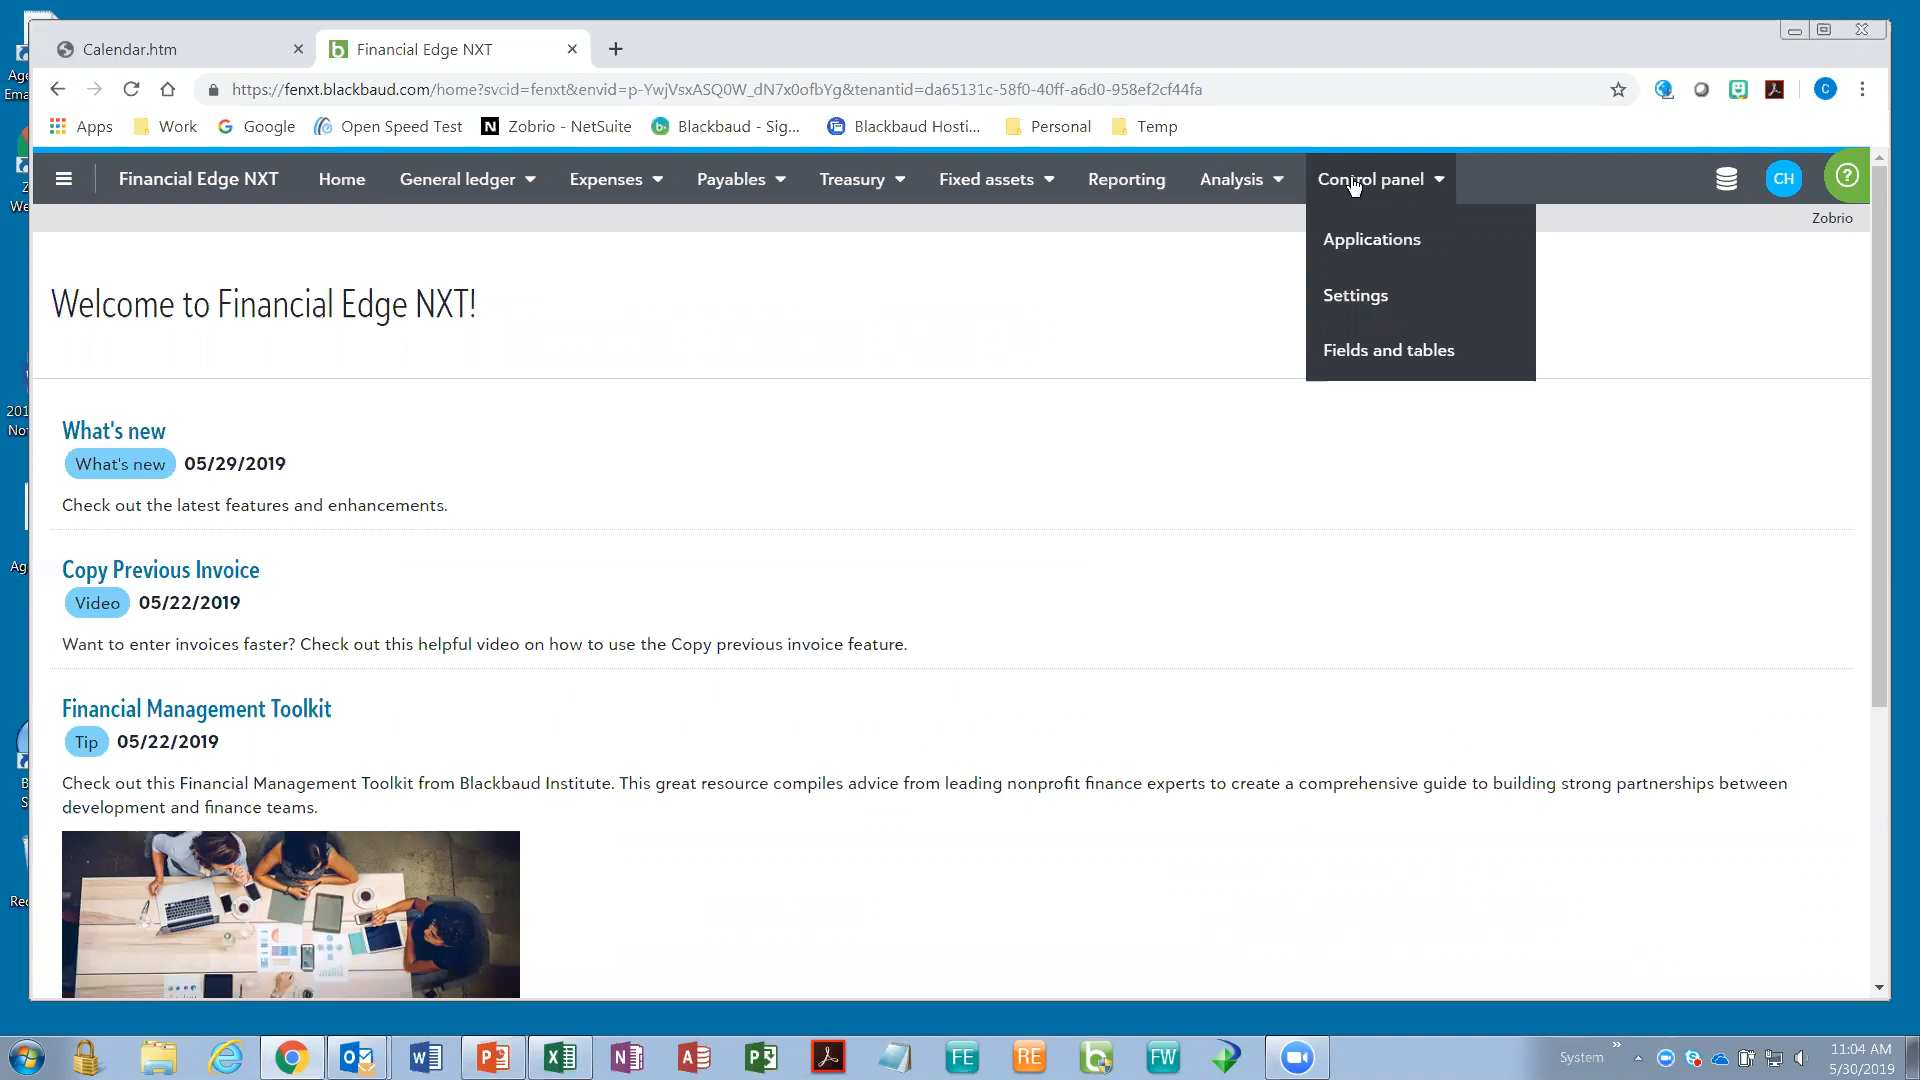 Calendar.htm
Financial Edge NXT
https://fenxt.blackbaud.com/home?svcid=fenxt&envid=p-YwjVsxASQ0W_dN7x0ofbYg&tenantid=da65131c-58f0-40ff-a6d0-958ef2cf44fa
C
Apps Work Google Open Speed Test Zobrio - NetSuite Blackbaud - Sig... Blackbaud Hosti... Personal Temp
Financial Edge NXT Home General ledger Expenses Payables Treasury Fixed assets Reporting Analysis Control panel CH
Zobrio
Applications
Settings
Fields and tables
Welcome to Financial Edge NXT!
What's new
What's new 05/29/2019
Check out the latest features and enhancements.
Copy Previous Invoice
Video 05/22/2019
Want to enter invoices faster? Check out this helpful video on how to use the Copy previous invoice feature.
Financial Management Toolkit
Tip 05/22/2019
Check out this Financial Management Toolkit from Blackbaud Institute. This great resource compiles advice from leading nonprofit finance experts to create a comprehensive guide to building strong partnerships between
development and finance teams.
FE RE FW
System
11:04 AM
5/30/2019